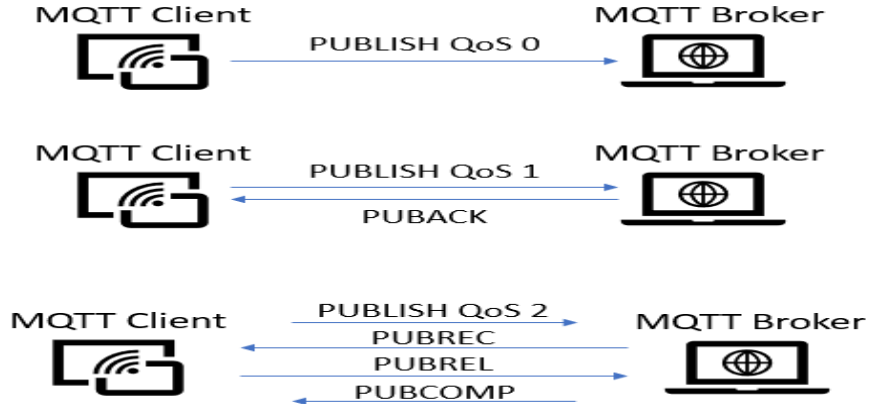 MQTT Client
MQTT Broker
PUBLISH QoS 0
MQTT Client
MQTT Broker
PUBLISH QoS 1
PUBACK
PUBLISH QoS 2
MQTT Client
MQTT Broker
PUBREC
PUBREL
PUBCOMP